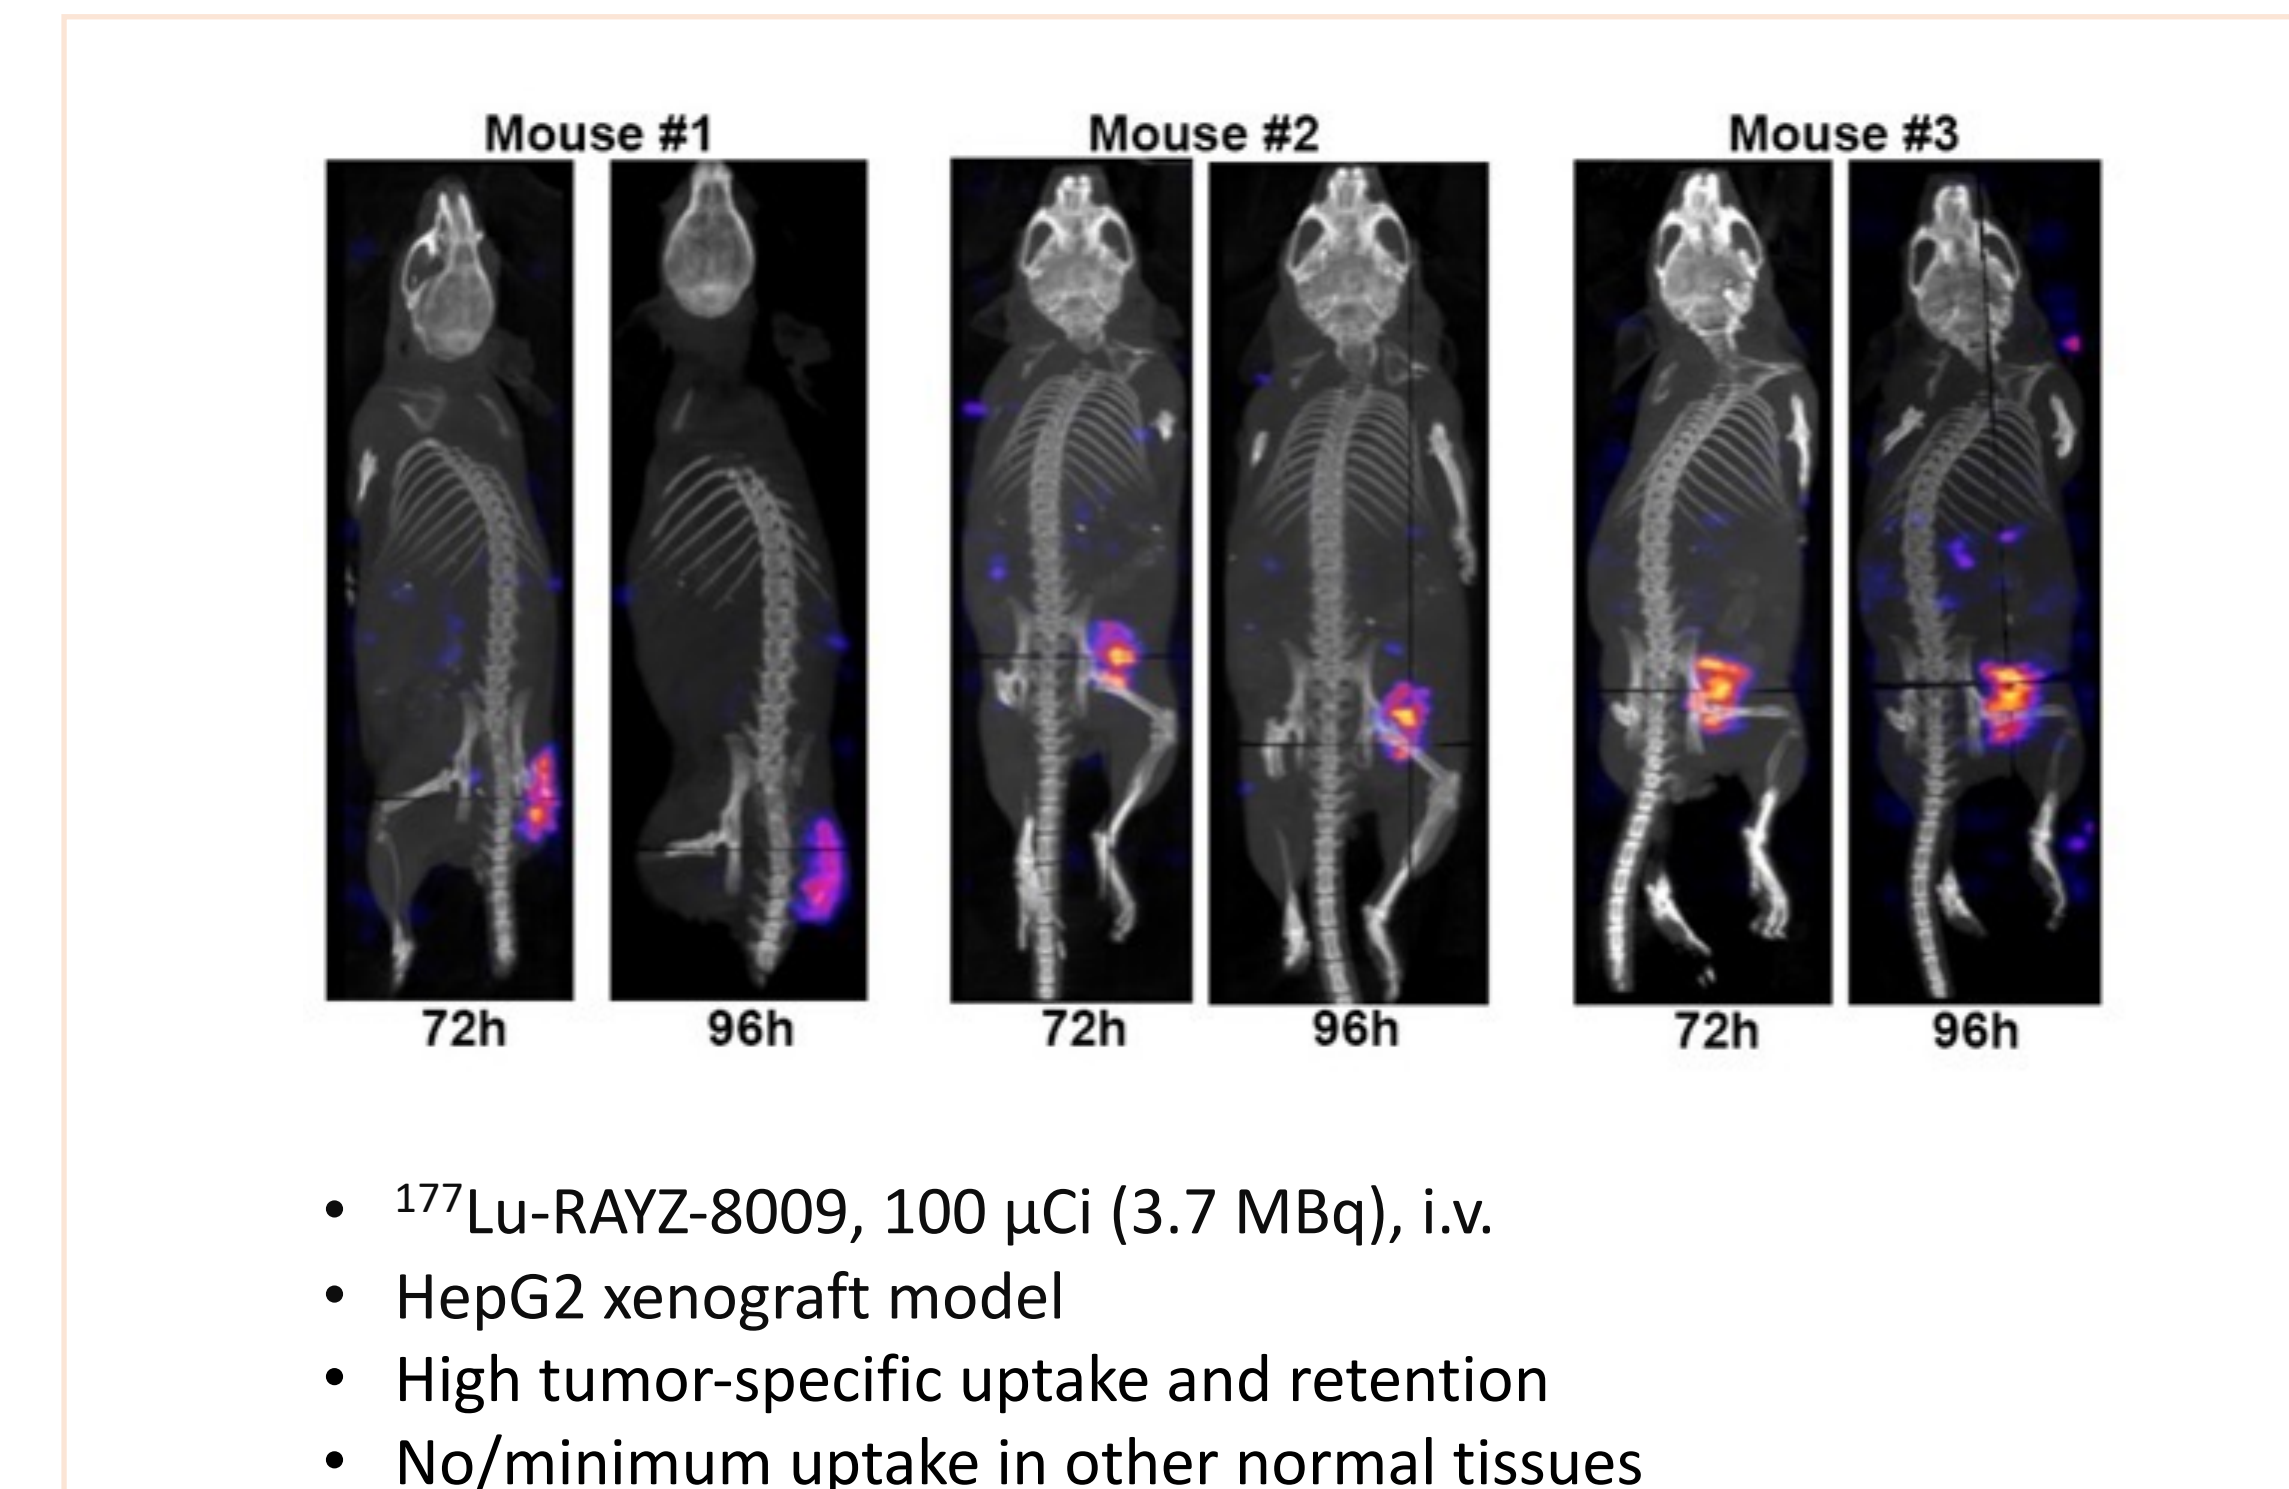 Mouse #1 Mouse #2 Mouse #3
72h 96h 72h 96h 72h 96h
• ¹⁷⁷Lu-RAYZ-8009, 100 µCi (3.7 MBq), i.v.
• HepG2 xenograft model
• High tumor-specific uptake and retention
• No/minimum uptake in other normal tissues